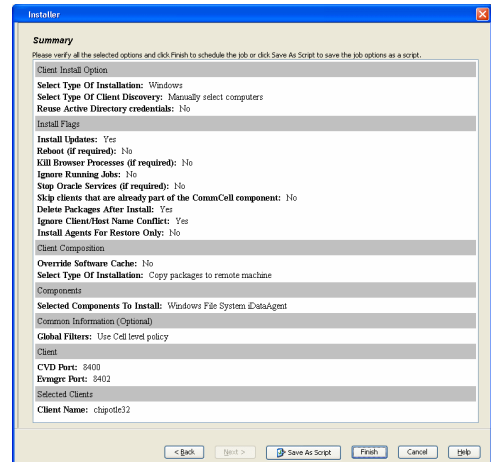 Installer
Summary
Please verify all the selected options and click Finish to schedule the job or click Save As Script to save the job options as a script.
Client Install Option
Select Type Of Installation: Windows
Select Type Of Client Discovery: Manually select computers
Reuse Active Directory credentials: No
Install Flags
Install Updates: Yes
Reboot (if required): No
Kill Browser Processes (if required): No
Ignore Running Jobs: No
Stop Oracle Services (if required): No
Skip clients that are already part of the CommCell component: No
Delete Packages After Install: Yes
Ignore Client/Host Name Conflict: Yes
Install Agents For Restore Only: No
Client Composition
Override Software Cache: No
Select Type Of Installation: Copy packages to remote machine
Components
Selected Components To Install: Windows File System iDataAgent
Common Information (Optional)
Global Filters: Use Cell level policy
Client
CVD Port: 8400
Evmgrc Port: 8402
Selected Clients
Client Name: chipotle32
< Back Next > Save As Script Finish Cancel Help